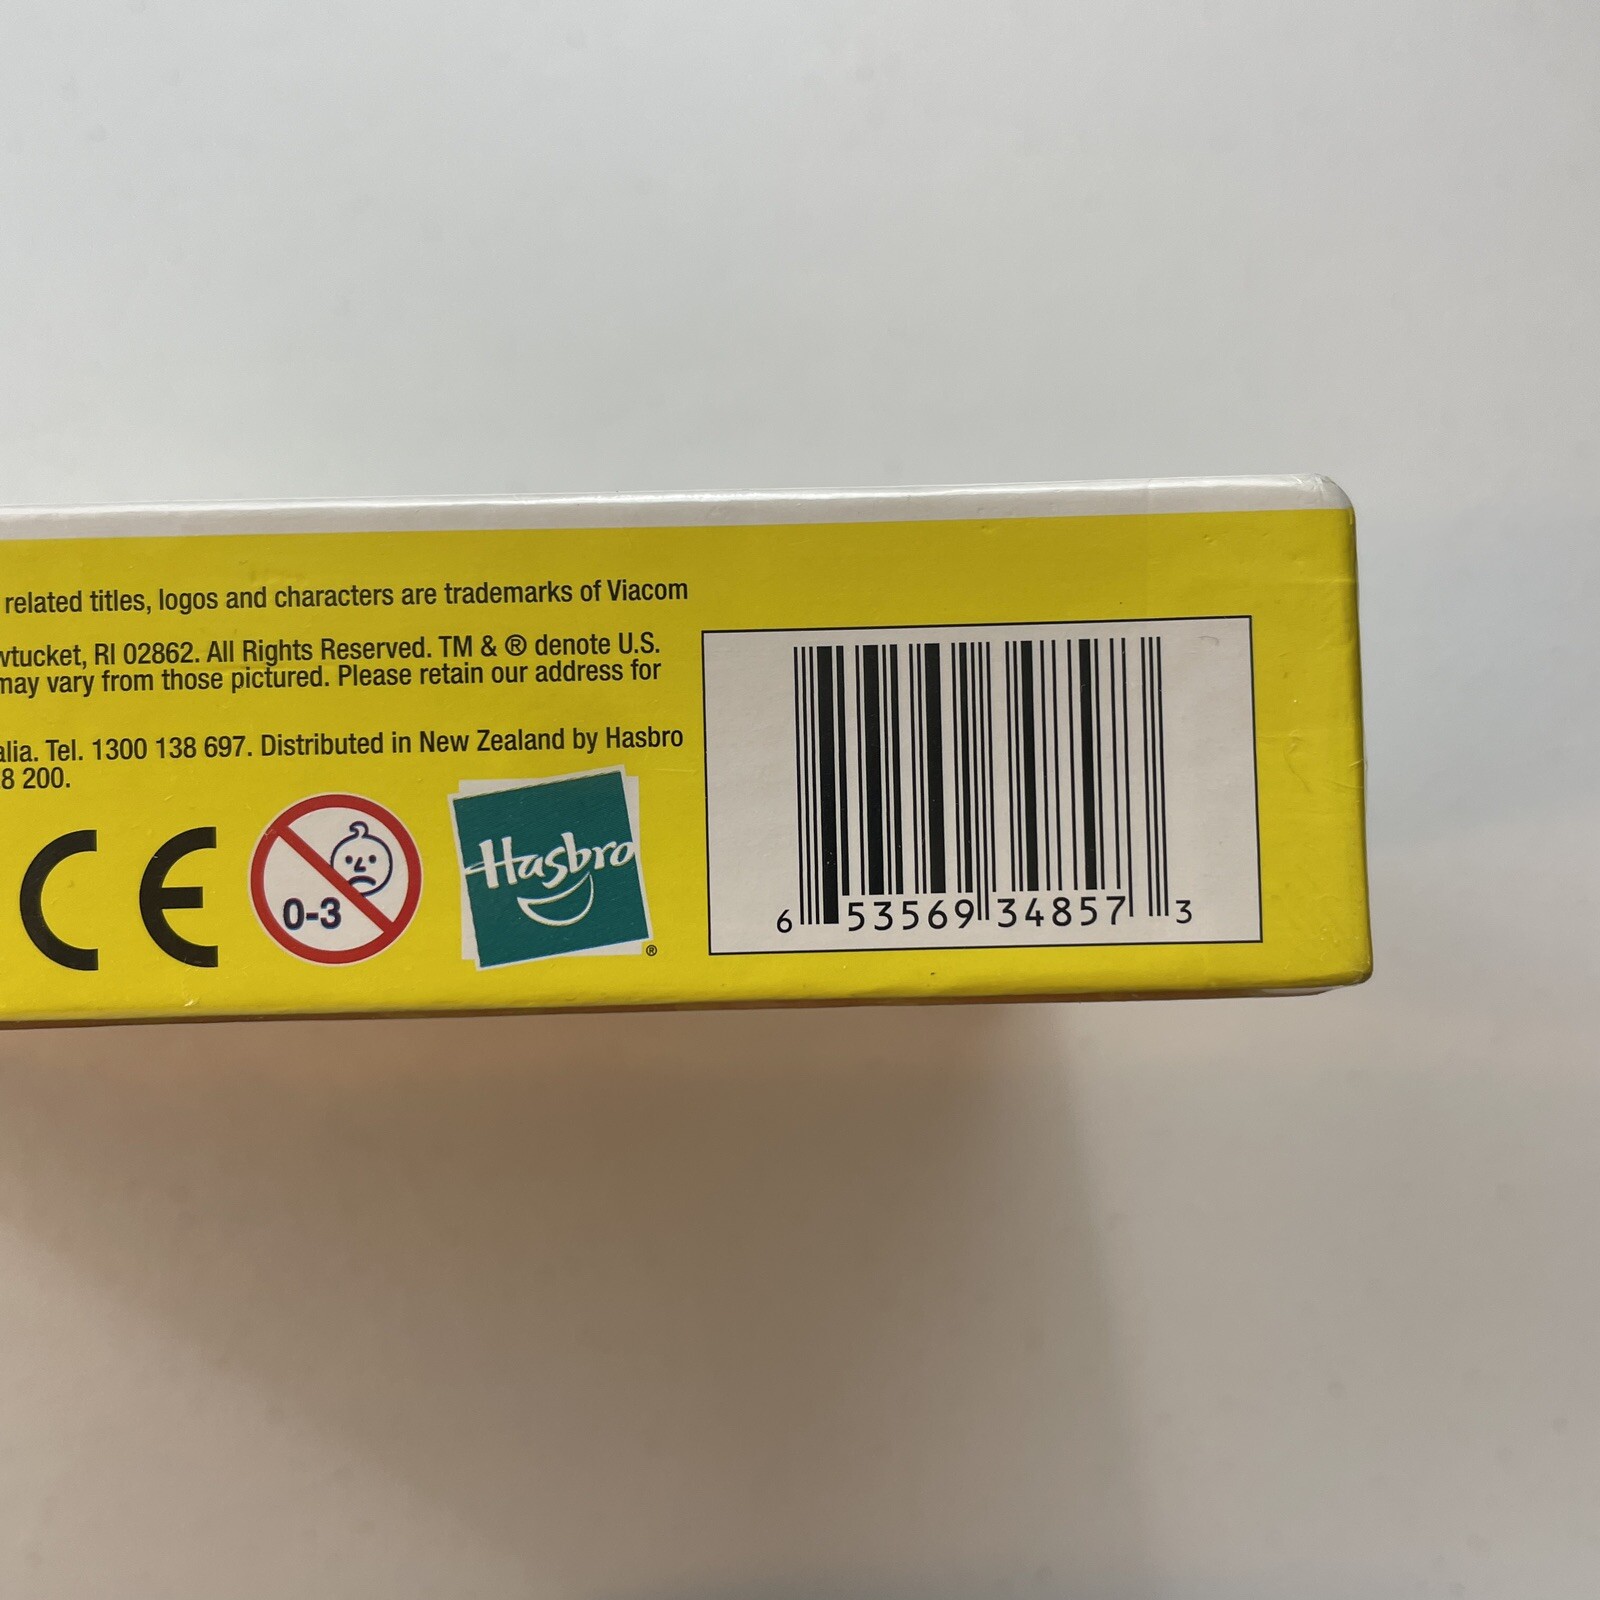 related titles, logos and characters are trademarks of Viacom
wtucket, RI 02862. All Rights Reserved. TM & ® denote U.S.
may vary from those pictured. Please retain our address for
alia. Tel. 1300 138 697. Distributed in New Zealand by Hasbro
8 200.
CE
0-3
Hasbro
®
6 53569 34857 3